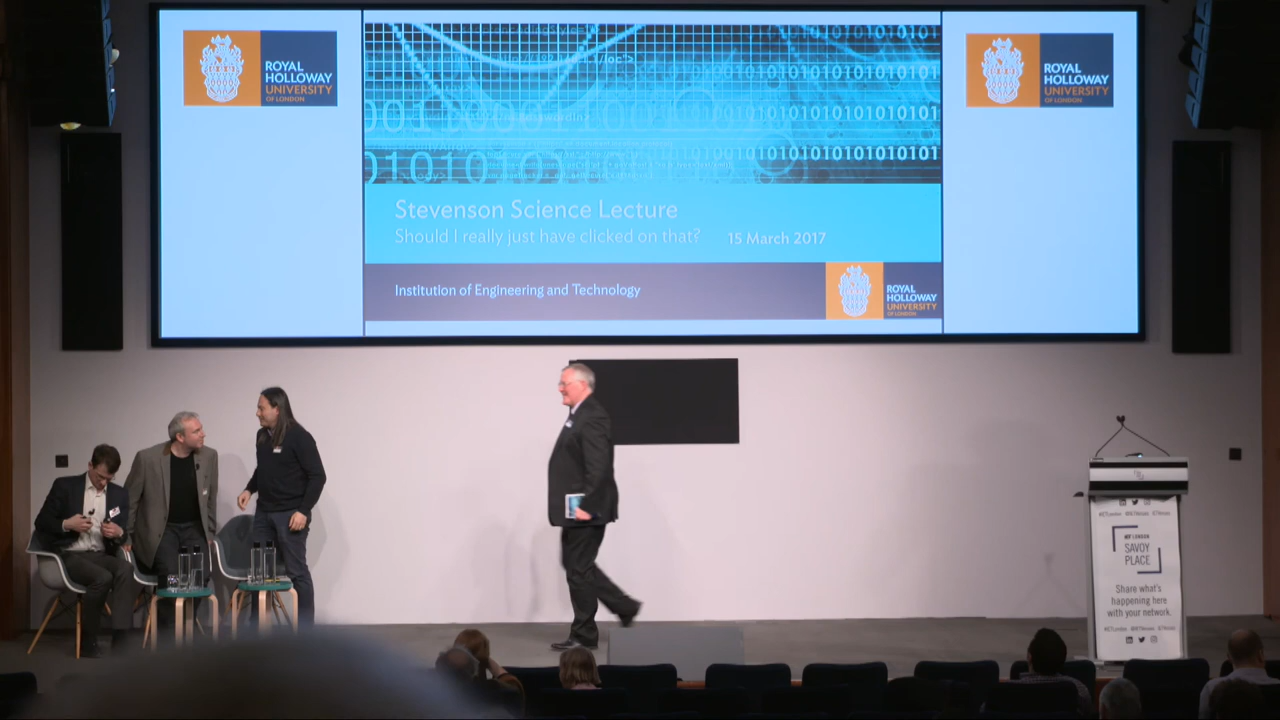 ROYAL
HOLLOWAY
UNIVERSITY
OF LONDON
ROYAL
HOLLOWAY
UNIVERSITY
OF LONDON
Stevenson Science Lecture
Should I really just have clicked on that?
15 March 2017
Institution of Engineering and Technology
ROYAL
HOLLOWAY
UNIVERSITY
OF LONDON
IET LONDON
SAVOY
PLACE
Share what's
happening here
with your network.